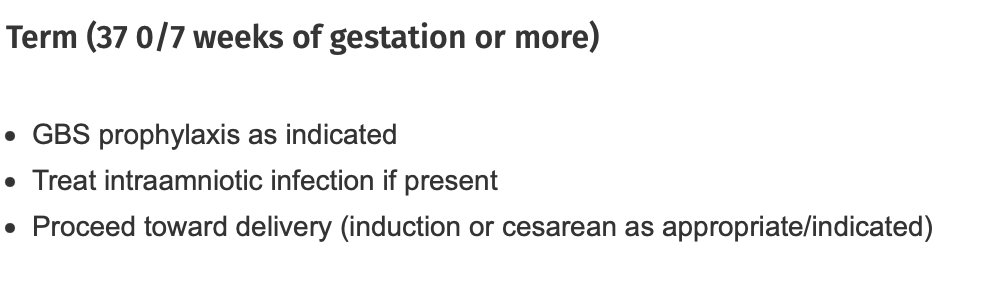 Term (37 0/7 weeks of gestation or more)
• GBS prophylaxis as indicated
• Treat intraamniotic infection if present
• Proceed toward delivery (induction or cesarean as appropriate/indicated)